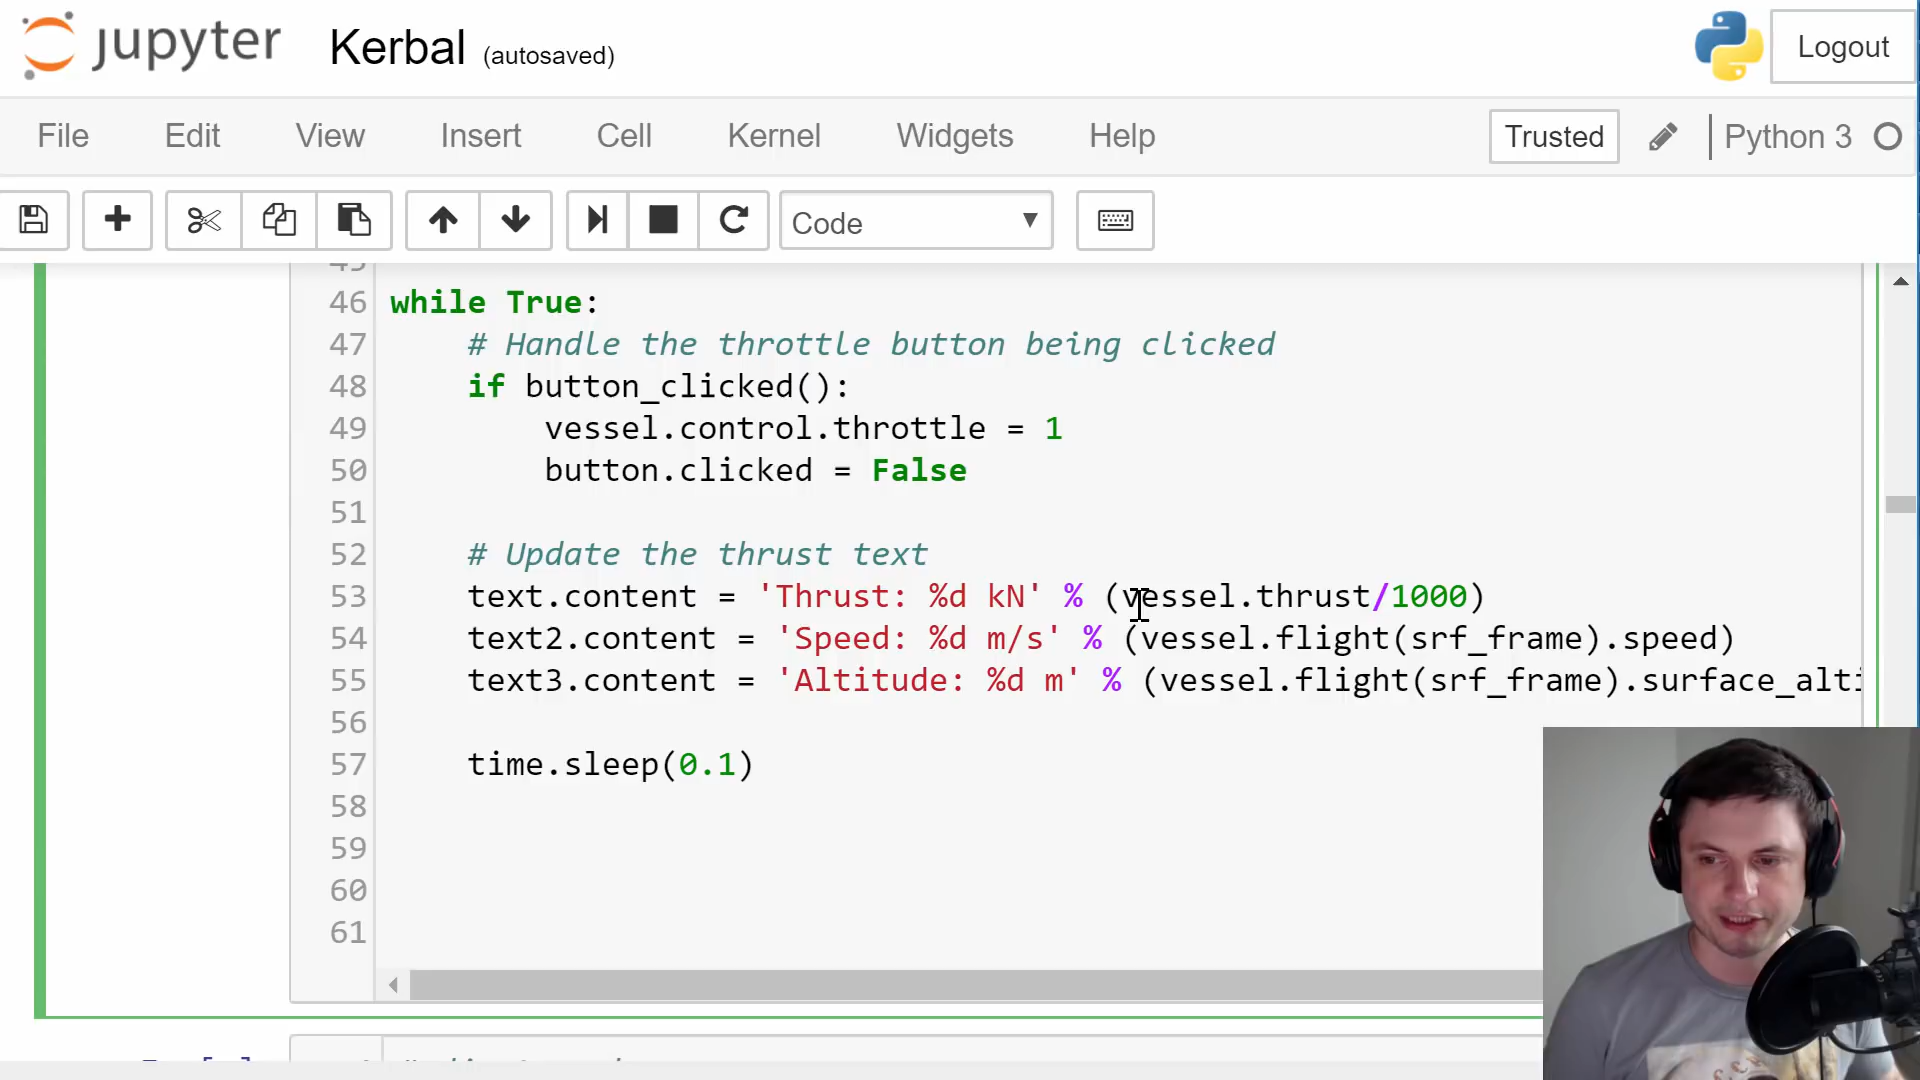 jupyter Kerbal (autosaved) Logout
File Edit View Insert Cell Kernel Widgets Help Trusted Python 3
Code
46 while True:
47 # Handle the throttle button being clicked
48 if button_clicked():
49 vessel.control.throttle = 1
50 button.clicked = False
51
52 # Update the thrust text
53 text.content = 'Thrust: %d kN' % (vessel.thrust/1000)
54 text2.content = 'Speed: %d m/s' % (vessel.flight(srf_frame).speed)
55 text3.content = 'Altitude: %d m' % (vessel.flight(srf_frame).surface_alti
56
57 time.sleep(0.1)
58
59
60
61